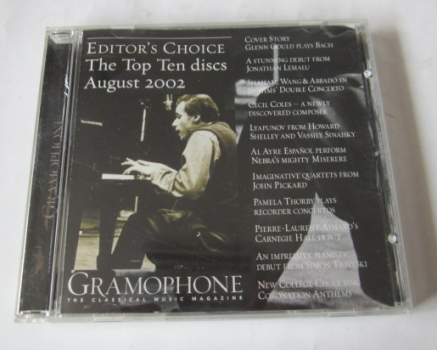 EDITOR'S CHOICE
The Top Ten discs
August 2002
COVER STORY
GLENN GOULD PLAYS BACH
A STUNNING DEBUT FROM
JONATHAN LEMALU
SHAHAM, WANG & ABBADO IN
BRAHMS' DOUBLE CONCERTO
CECIL COLES – A NEWLY
DISCOVERED COMPOSER
LYAPUNOV FROM HOWARD
SHELLEY AND VASSILY SINAISKY
AL AYRE ESPAÑOL PERFORM
NEBRA'S MIGHTY MISERERE
IMAGINATIVE QUARTETS FROM
JOHN PICKARD
PAMELA THORBY PLAYS
RECORDER CONCERTOS
PIERRE-LAURENT AIMARD'S
CARNEGIE HALL DEBUT
AN IMPRESSIVE PIANISTIC
DEBUT FROM SIMON TRPČESKI
NEW COLLEGE CHOIR SING
CORONATION ANTHEMS
GRAMOPHONE
THE CLASSICAL MUSIC MAGAZINE
GRAMOPHONE